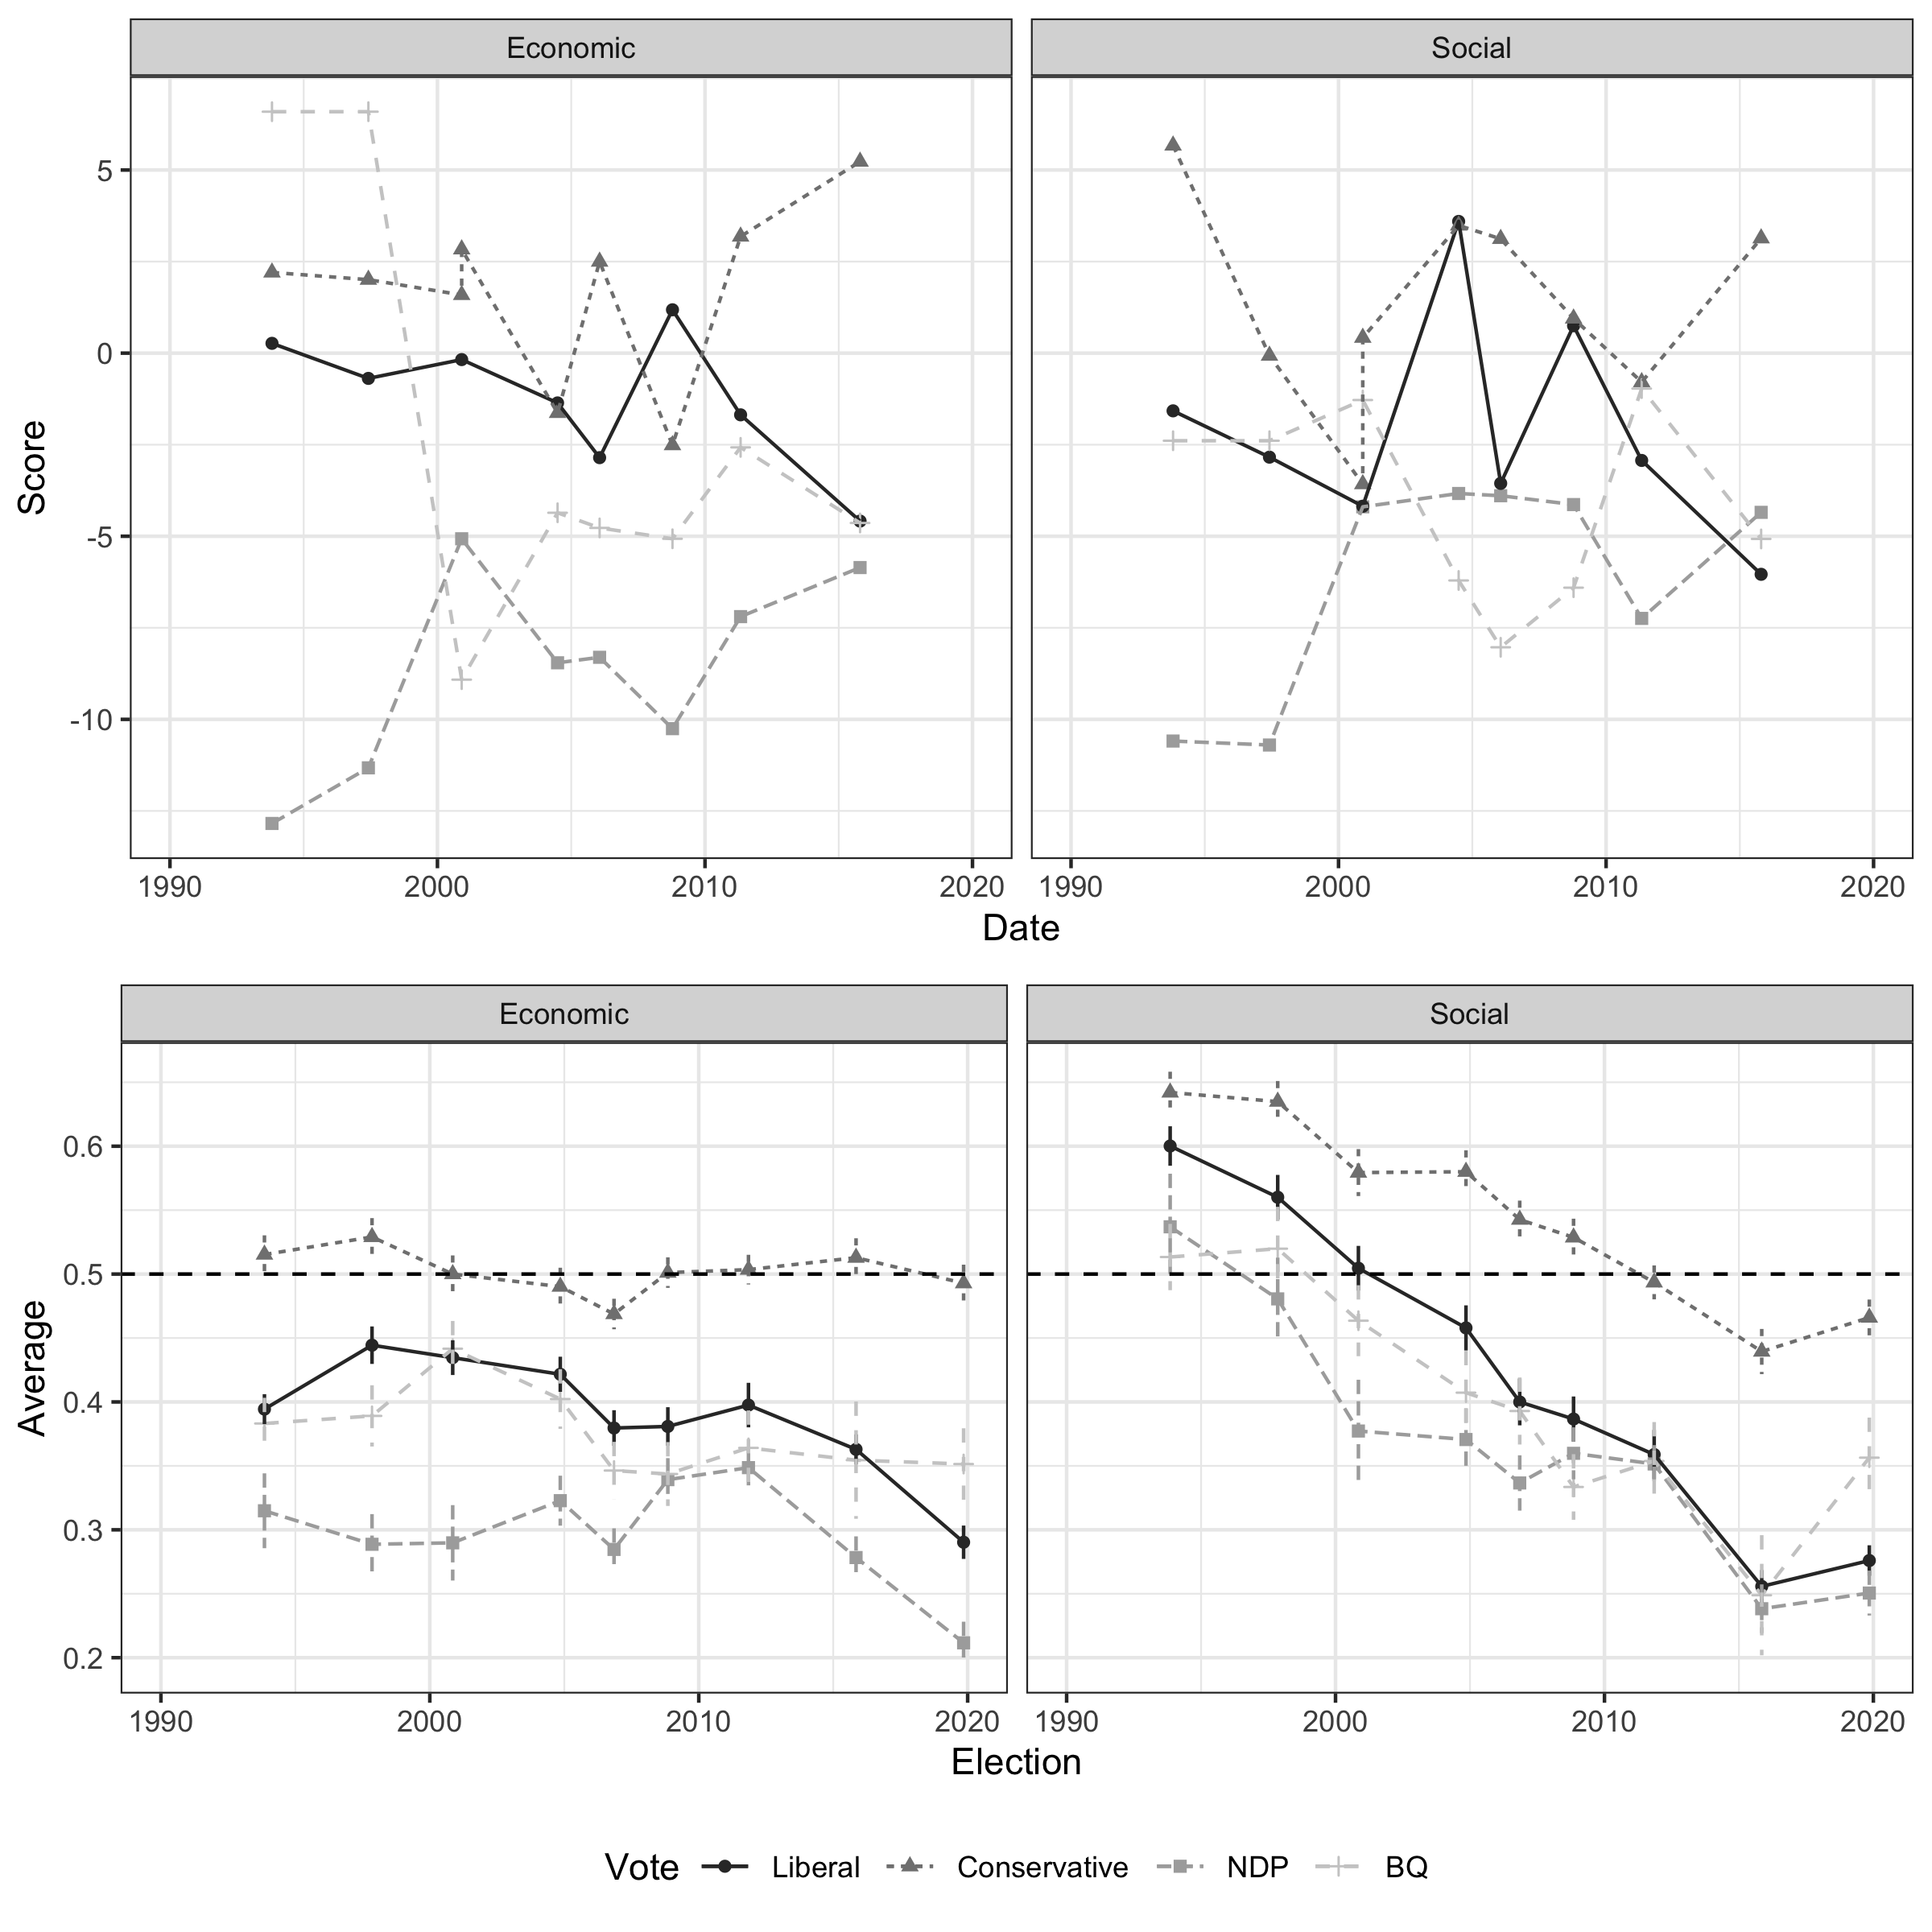 Economic
Social
Score
5
0
-5
-10
1990 2000 2010 2020 1990 2000 2010 2020
Date
Economic
Social
Average
0.6
0.5
0.4
0.3
0.2
1990 2000 2010 2020 1990 2000 2010 2020
Election
Vote Liberal Conservative NDP BQ